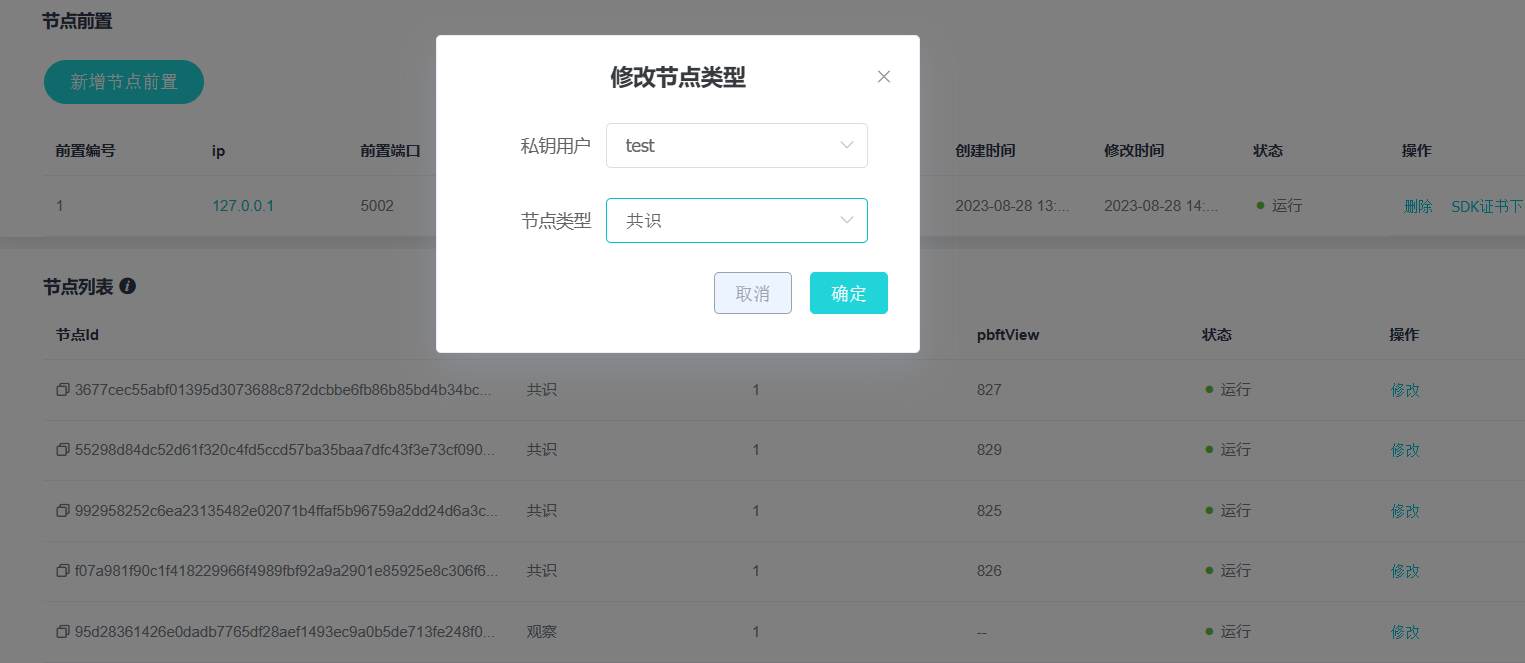 节点前置
新增节点前置
修改节点类型
私钥用户 test
节点类型 共识
取消 确定
前置编号 ip 前置端口 创建时间 修改时间 状态 操作
1 127.0.0.1 5002 2023-08-28 13:... 2023-08-28 14:... 运行 删除 SDK证书下
节点列表
节点Id pbftView 状态 操作
3677cec55abf01395d3073688c872dcbbe6fb86b85bd4b34bc... 共识 1 827 运行 修改
55298d84dc52d61f320c4fd5ccd57ba35baa7dfc43f3e73cf090... 共识 1 829 运行 修改
992958252c6ea23135482e02071b4ffaf5b96759a2dd24d6a3c... 共识 1 825 运行 修改
f07a981f90c1f418229966f4989fbf92a9a2901e85925e8c306f6... 共识 1 826 运行 修改
95d28361426e0dadb7765df28aef1493ec9a0b5de713fe248f0... 观察 1 -- 运行 修改